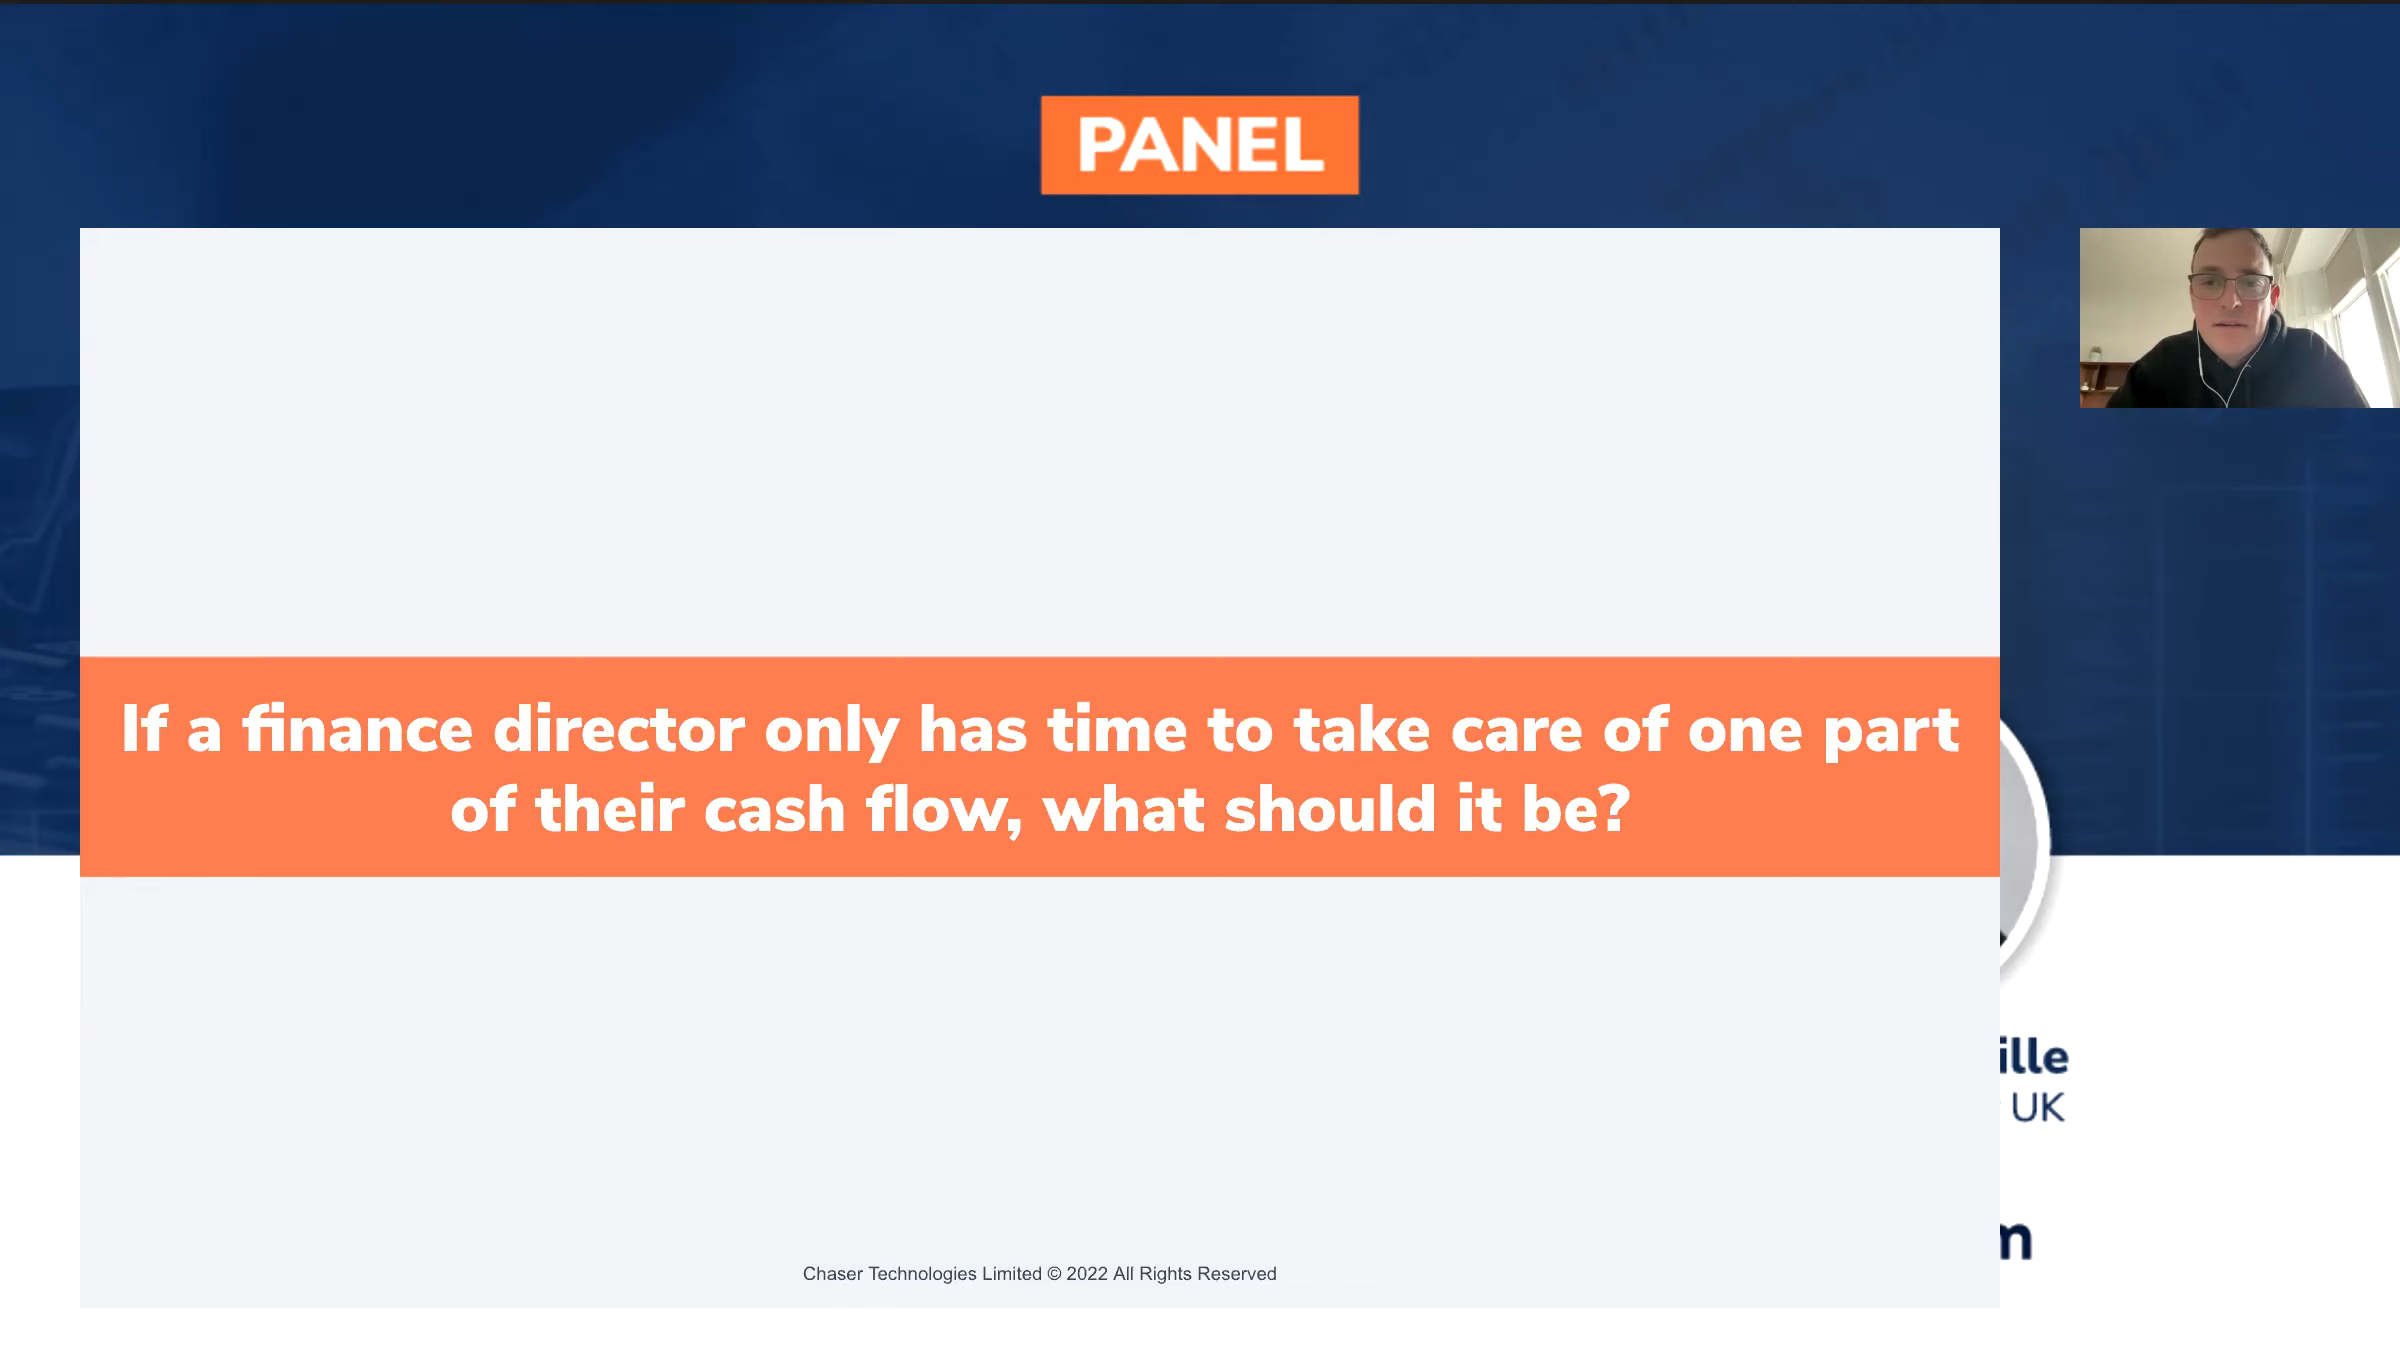 PANEL
If a finance director only has time to take care of one part
of their cash flow, what should it be?
ille
UK
m
Chaser Technologies Limited © 2022 All Rights Reserved